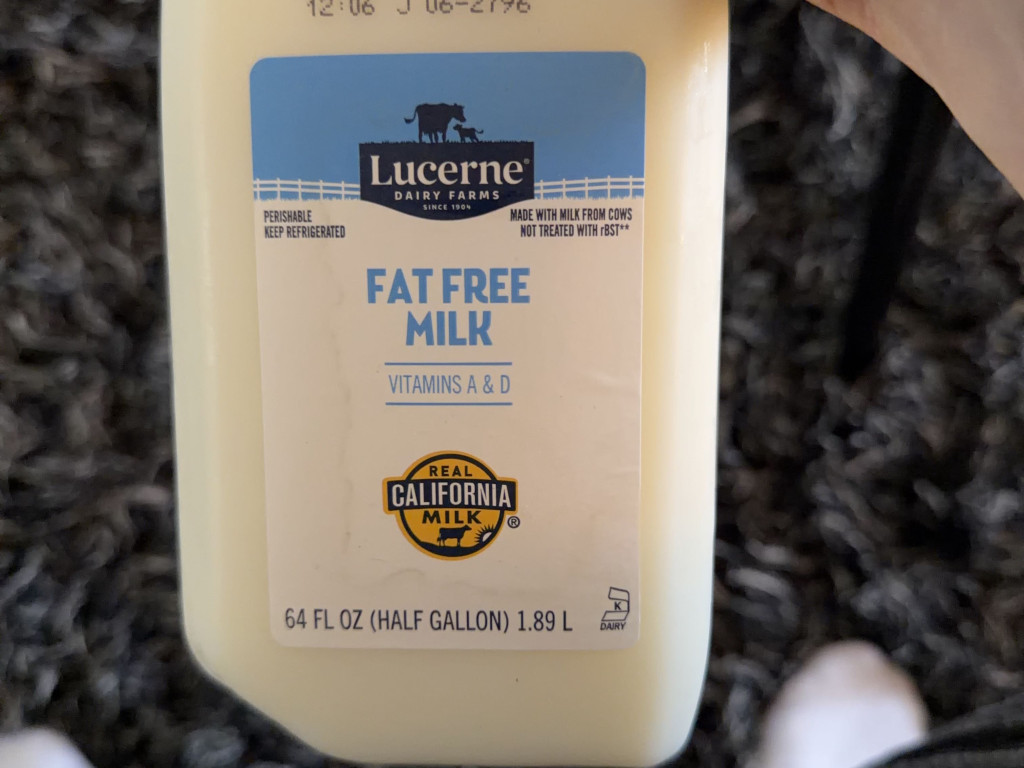 12:06 J 06-2796
Lucerne®
DAIRY FARMS
SINCE 1904
PERISHABLE
KEEP REFRIGERATED
MADE WITH MILK FROM COWS
NOT TREATED WITH rBST**
FAT FREE
MILK
VITAMINS A & D
REAL
CALIFORNIA
MILK ®
64 FL OZ (HALF GALLON) 1.89 L
K
DAIRY